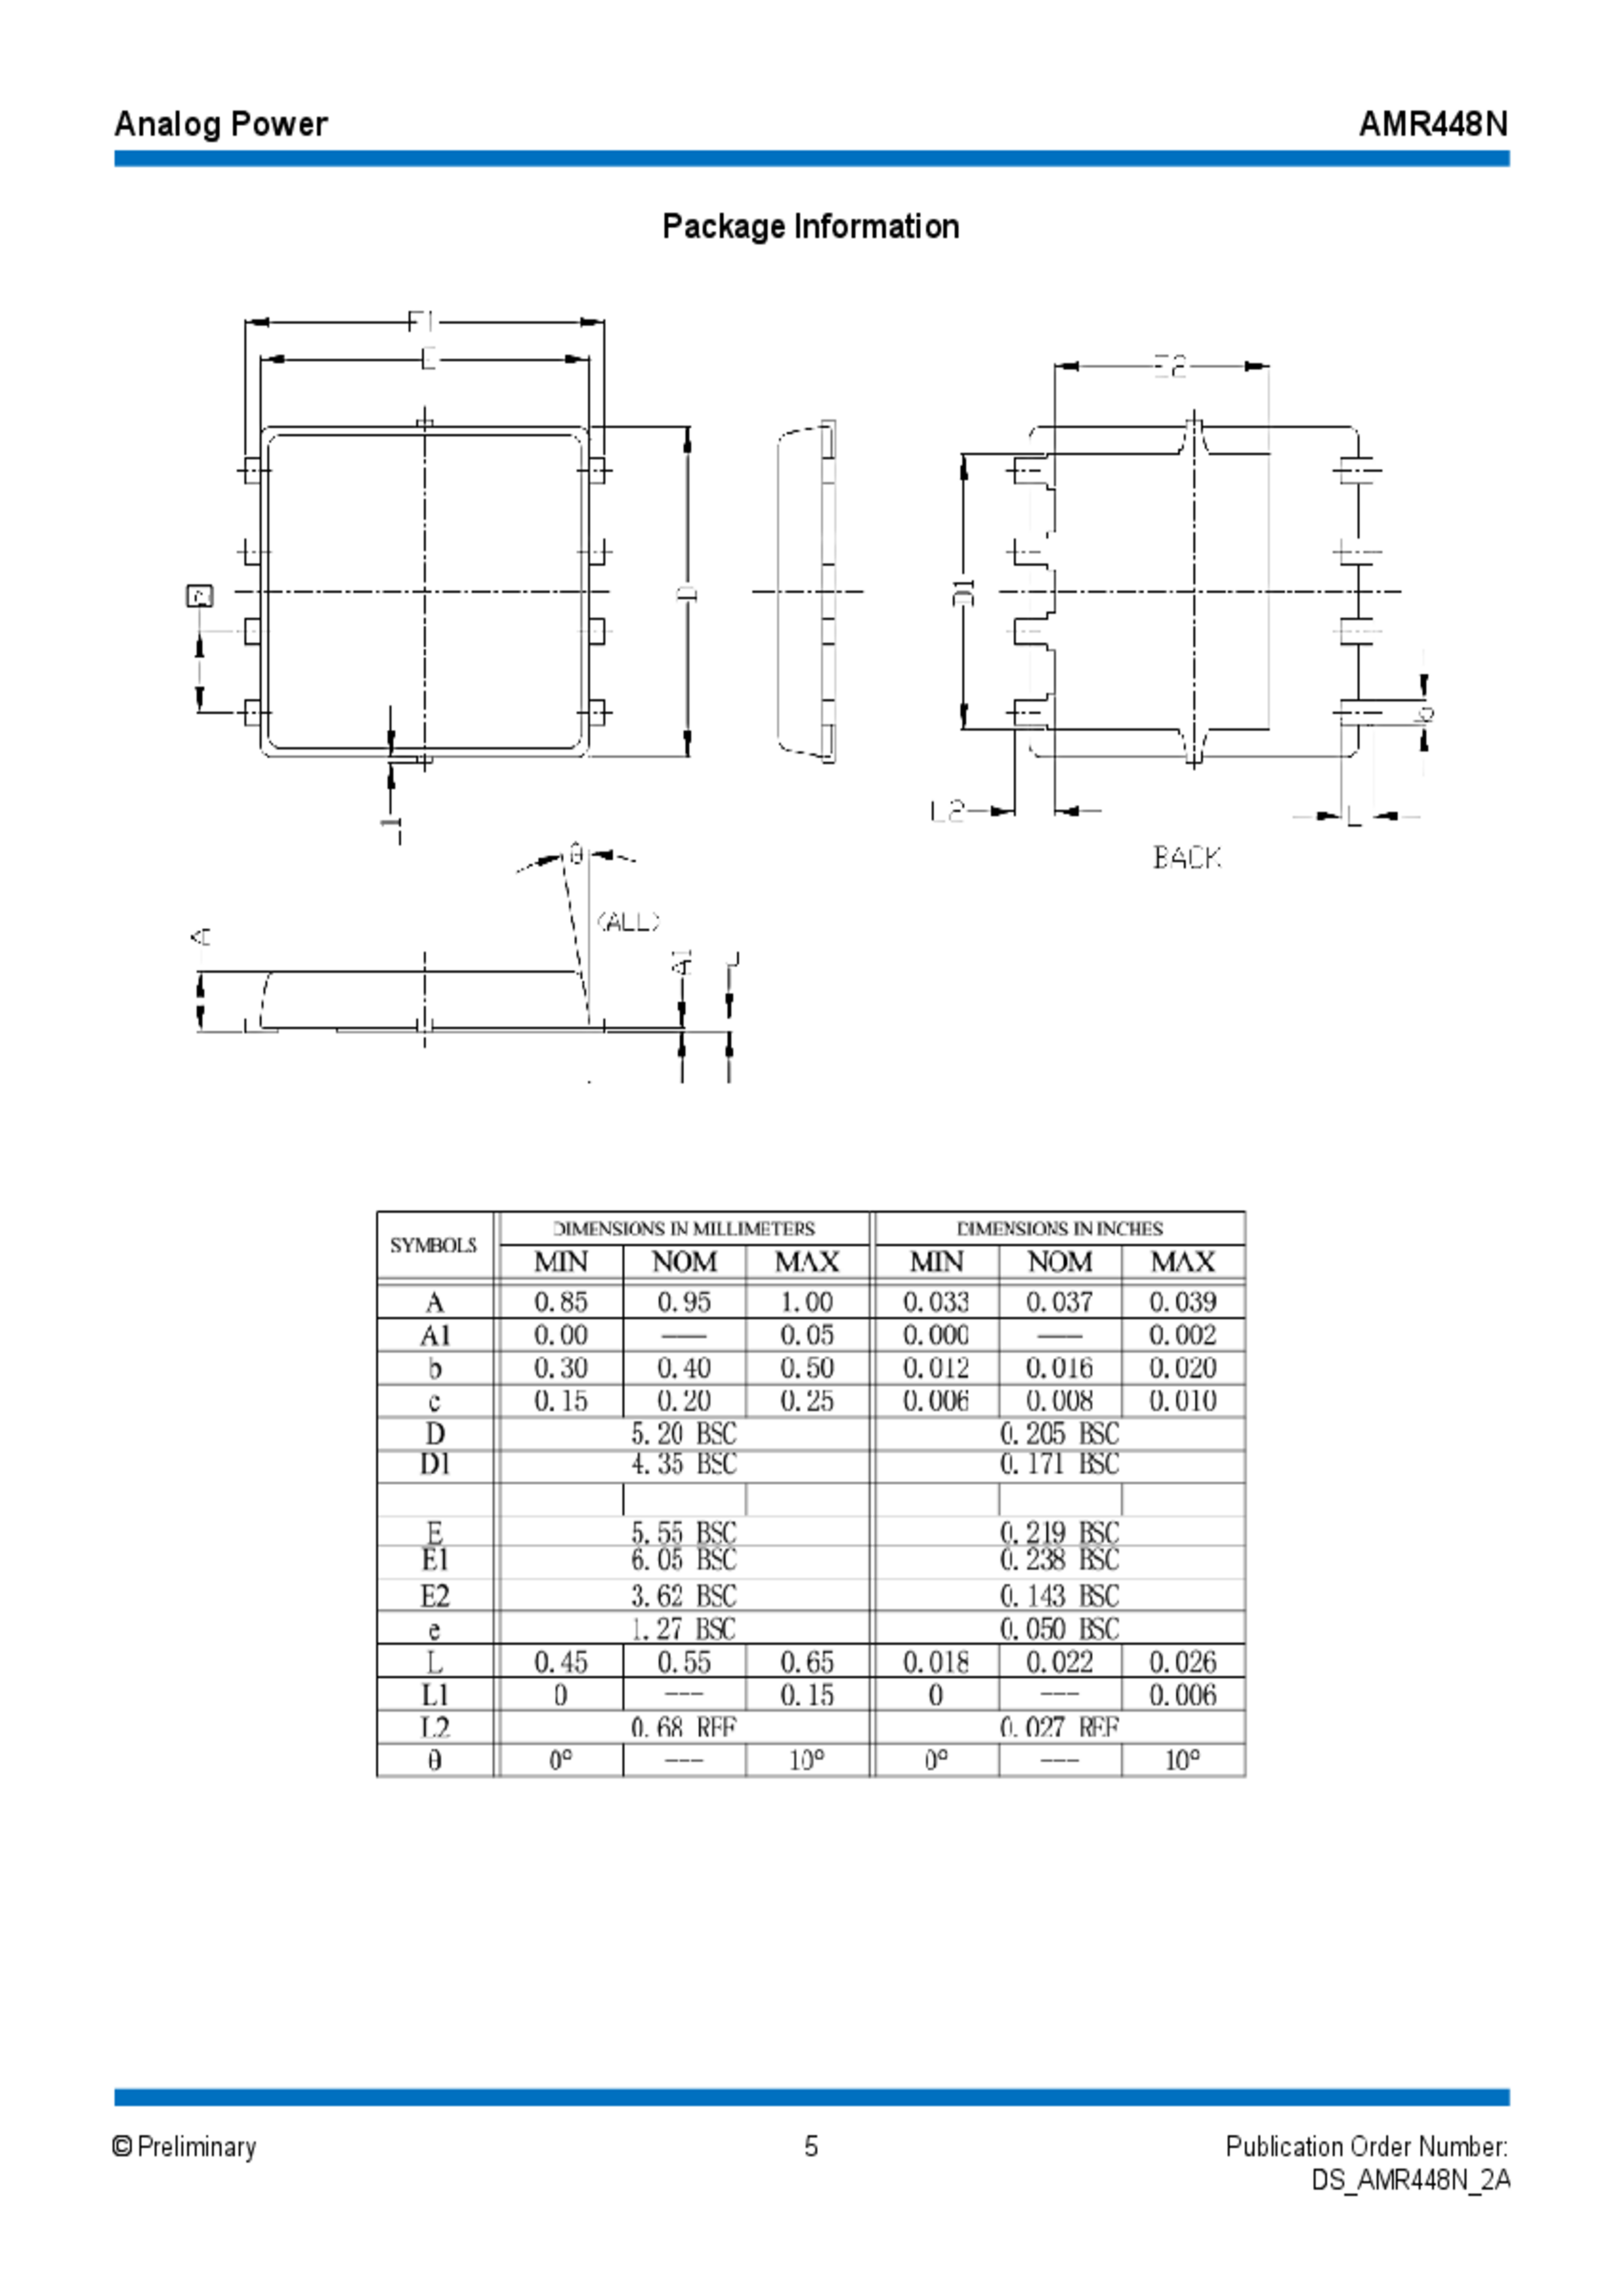 Analog Power AMR448N
Package Information
E
D
D1
b
L2
L
BACK
θ
(ALL)
A
A1
SYMBOLS DIMENSIONS IN MILLIMETERS DIMENSIONS IN INCHES
MIN NOM MAX MIN NOM MAX
A 0.85 0.95 1.00 0.033 0.037 0.039
A1 0.00 — 0.05 0.000 — 0.002
b 0.30 0.40 0.50 0.012 0.016 0.020
c 0.15 0.20 0.25 0.006 0.008 0.010
D 5.20 BSC 0.205 BSC
D1 4.35 BSC 0.171 BSC
E 5.55 BSC 0.219 BSC
E1 6.05 BSC 0.238 BSC
E2 3.62 BSC 0.143 BSC
e 1.27 BSC 0.050 BSC
L 0.45 0.55 0.65 0.018 0.022 0.026
L1 0 --- 0.15 0 --- 0.006
L2 0.68 REF 0.027 REF
θ 0° --- 10° 0° --- 10°
© Preliminary 5 Publication Order Number:
DS_AMR448N_2A